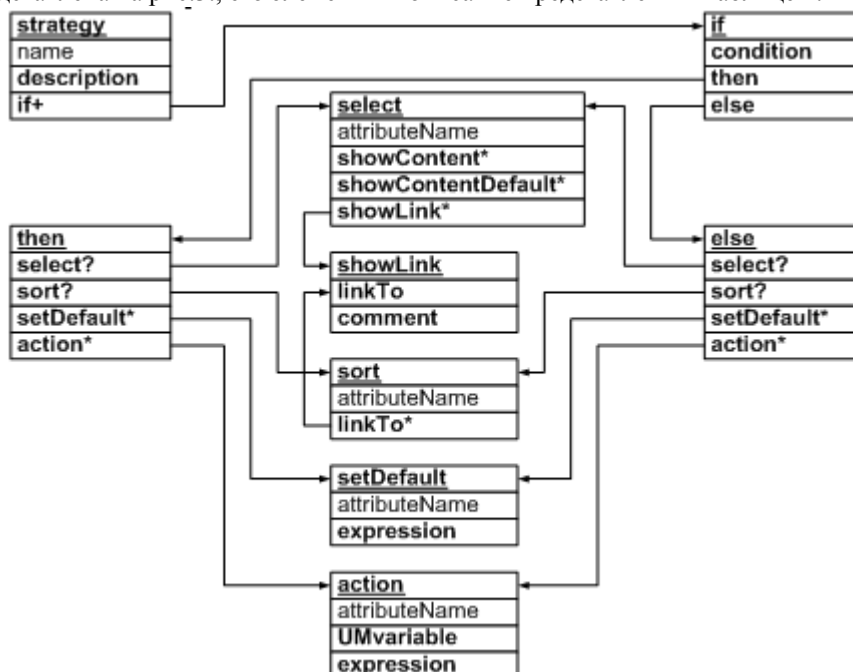 strategy
name
description
if+
if
condition
then
else
select
attributeName
showContent*
showContentDefault*
showLink*
then
select?
sort?
setDefault*
action*
showLink
linkTo
comment
else
select?
sort?
setDefault*
action*
sort
attributeName
linkTo*
setDefault
attributeName
expression
action
attributeName
UMvariable
expression